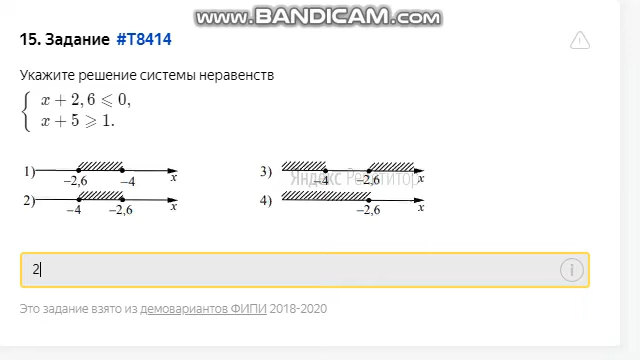 WWW.BANDICAM.COM
15. Задание #T8414
Укажите решение системы неравенств
x + 2, 6 ⩽ 0,
x + 5 ⩾ 1.
1) −2,6 −4 x
2) −4 −2,6 x
3) −4 −2,6 x
4) −2,6 x
Яндекс Репетитор
2
Это задание взято из демовариантов ФИПИ 2018-2020